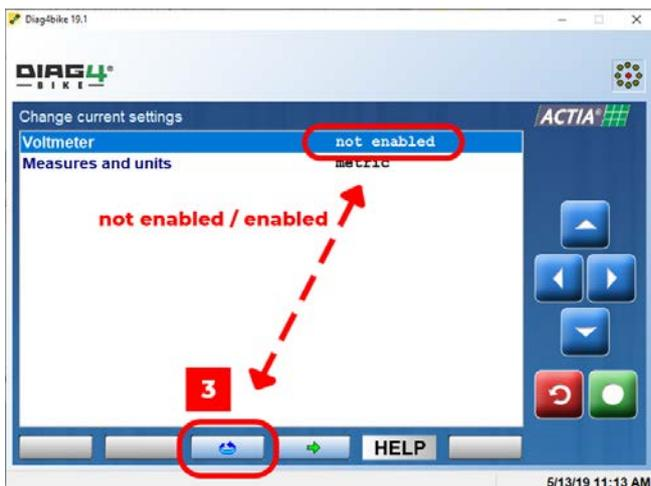 Diag4bike 19.1
DIAG4®
BIKE
Change current settings
ACTIA®
Voltmeter not enabled
Measures and units metric
not enabled / enabled
3
HELP
5/13/19 11:13 AM